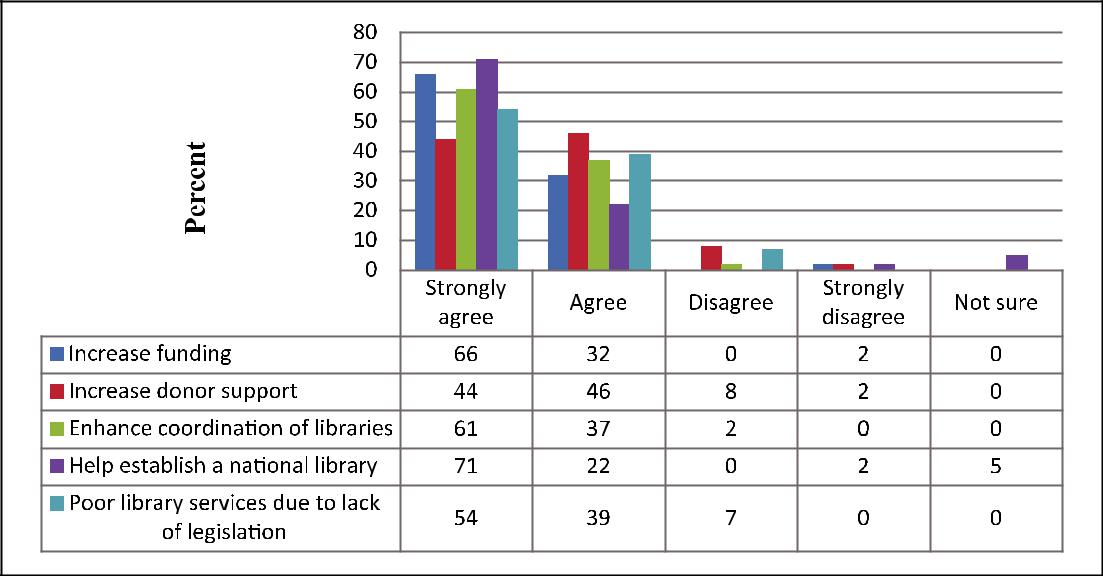 80
70
60
50
40
30
20
10
0
Percent
Strongly agree Agree Disagree Strongly disagree Not sure
Increase funding 66 32 0 2 0
Increase donor support 44 46 8 2 0
Enhance coordination of libraries 61 37 2 0 0
Help establish a national library 71 22 0 2 5
Poor library services due to lack
of legislation 54 39 7 0 0